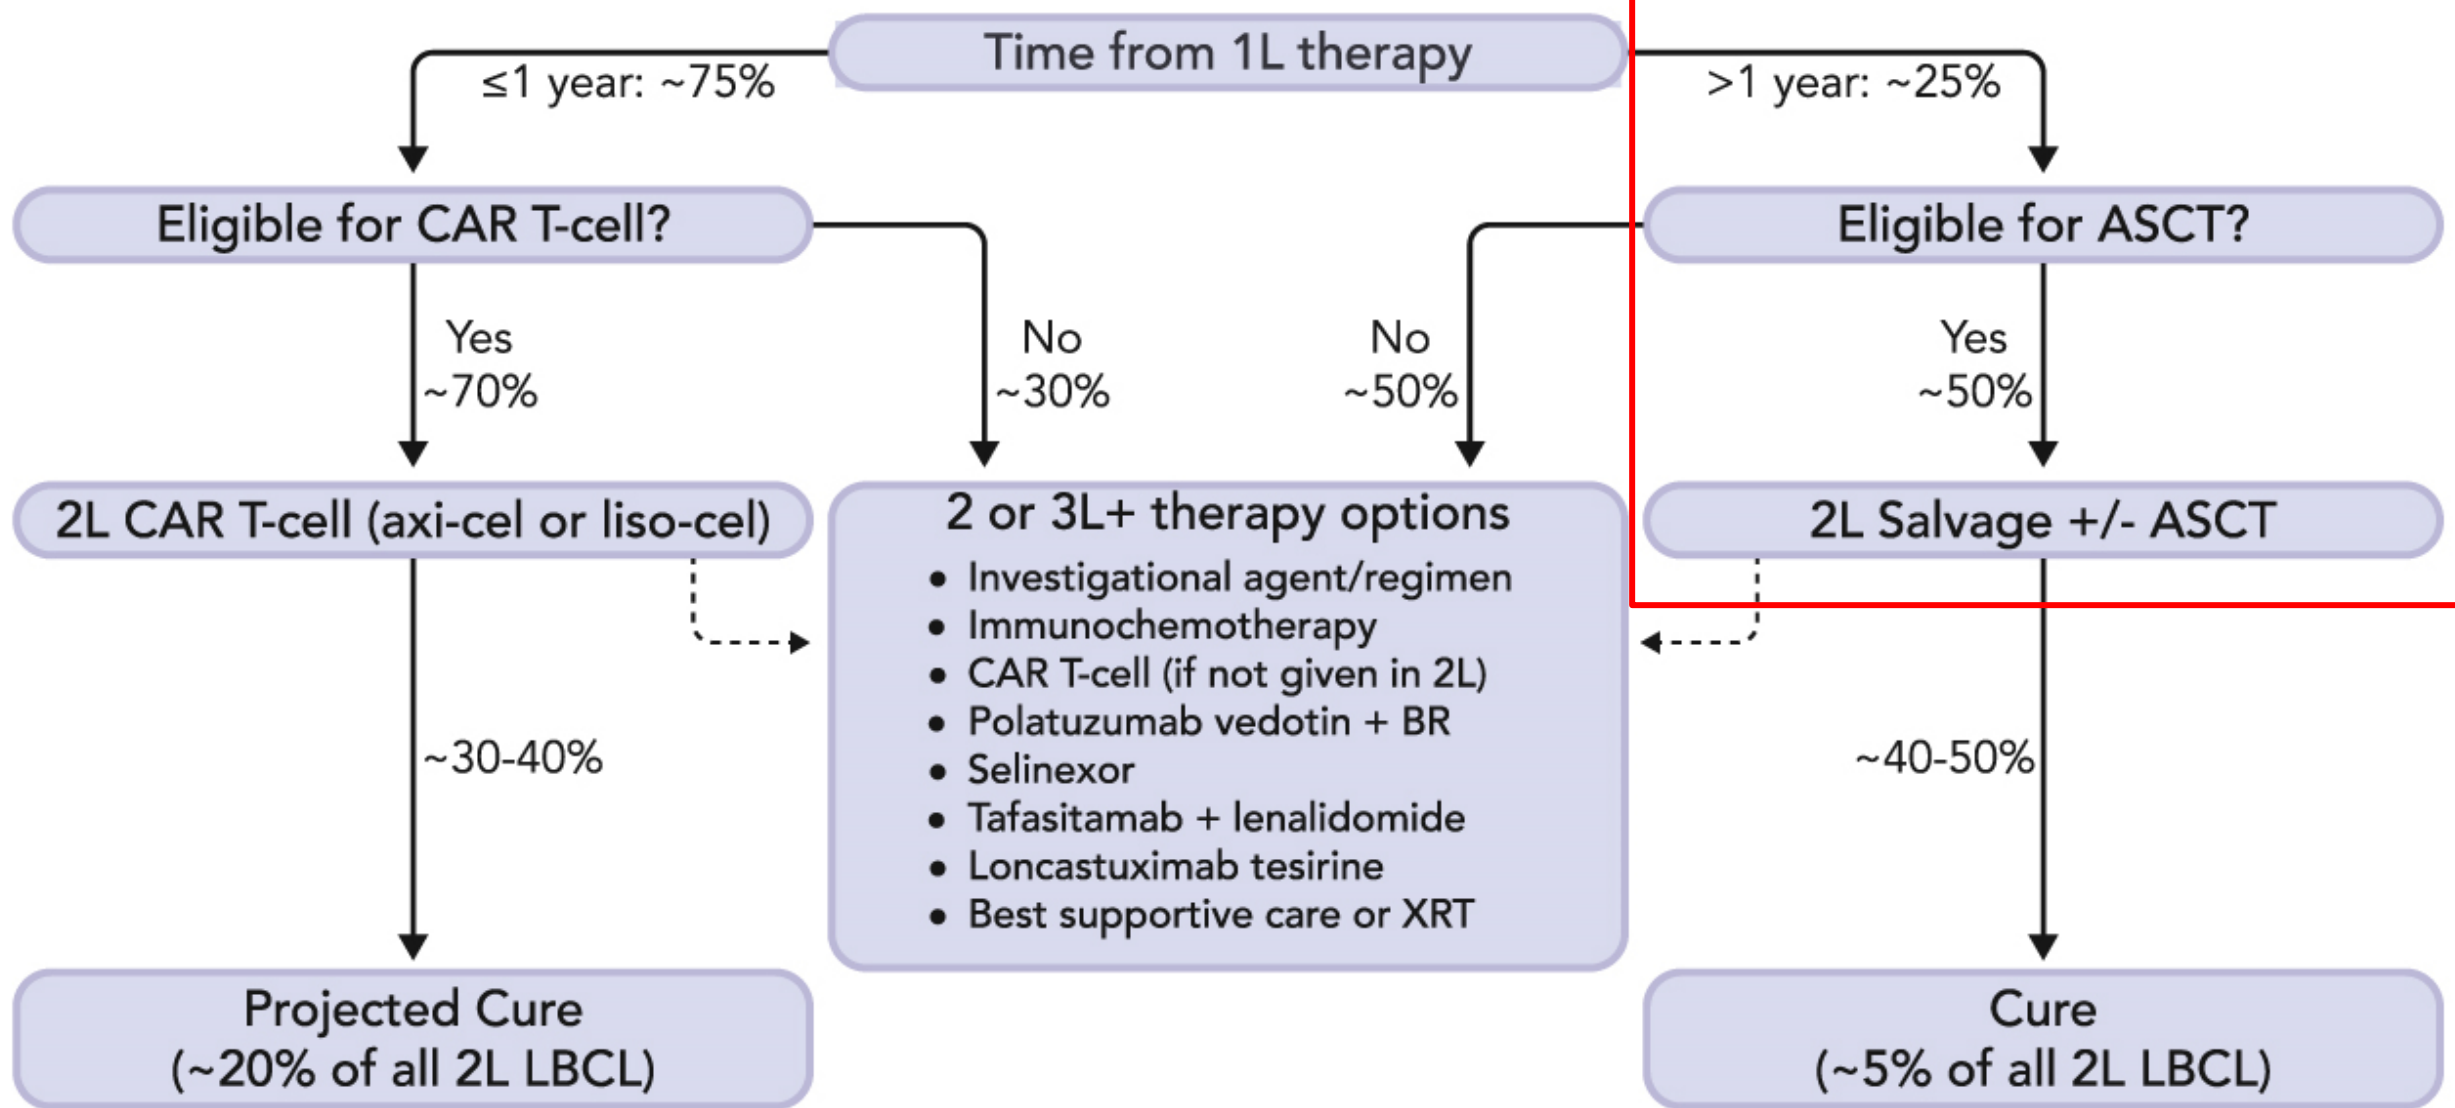 Time from 1L therapy
≤1 year: ~75%
>1 year: ~25%
Eligible for CAR T-cell?
Eligible for ASCT?
Yes
~70%
No
~30%
No
~50%
Yes
~50%
2L CAR T-cell (axi-cel or liso-cel)
2 or 3L+ therapy options
• Investigational agent/regimen
• Immunochemotherapy
• CAR T-cell (if not given in 2L)
• Polatuzumab vedotin + BR
• Selinexor
• Tafasitamab + lenalidomide
• Loncastuximab tesirine
• Best supportive care or XRT
2L Salvage +/- ASCT
~30-40%
~40-50%
Projected Cure
(~20% of all 2L LBCL)
Cure
(~5% of all 2L LBCL)